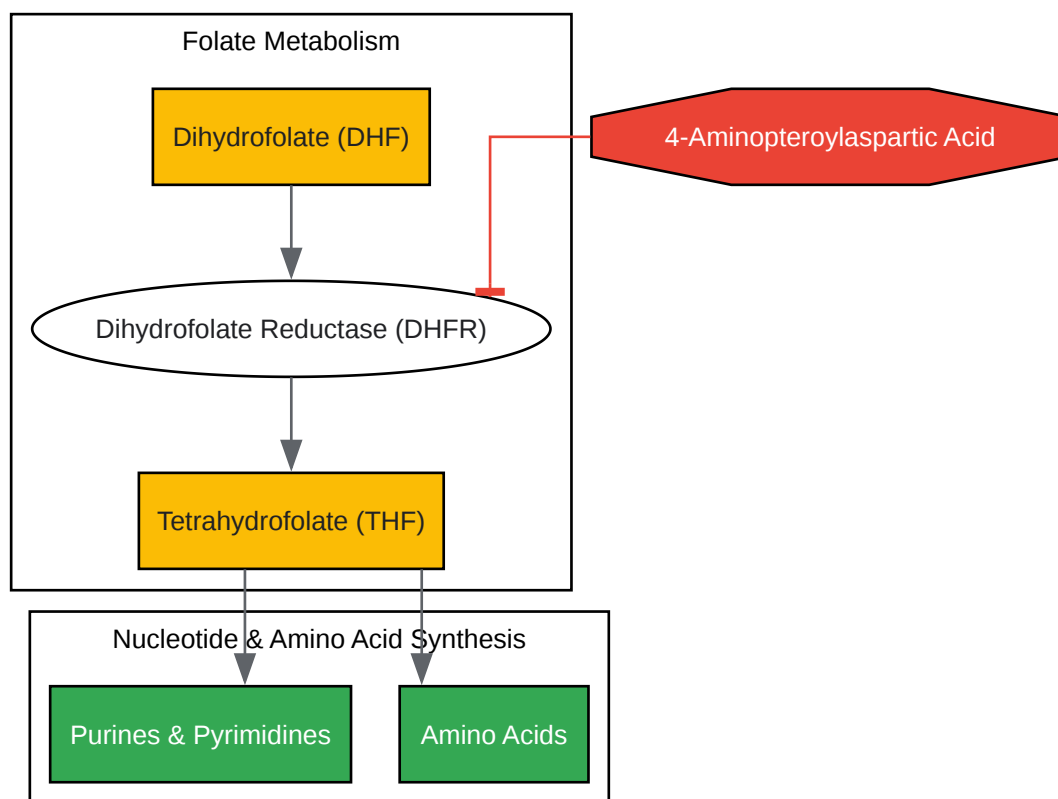 Folate Metabolism
Dihydrofolate (DHF)
4-Aminopteroylaspartic Acid
Dihydrofolate Reductase (DHFR)
Tetrahydrofolate (THF)
Nucleotide & Amino Acid Synthesis
Purines & Pyrimidines
Amino Acids